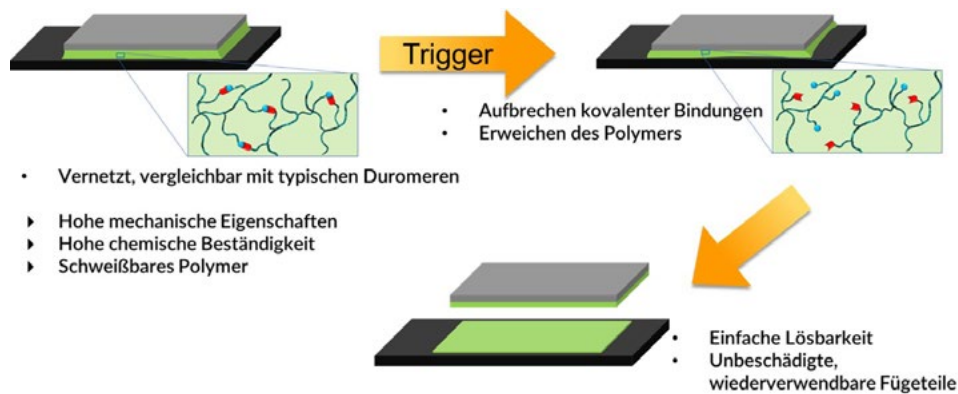 Trigger
• Aufbrechen kovalenter Bindungen
• Erweichen des Polymers
• Vernetzt, vergleichbar mit typischen Duromeren
Hohe mechanische Eigenschaften
Hohe chemische Beständigkeit
Schweißbares Polymer
• Einfache Lösbarkeit
• Unbeschädigte,
wiederverwendbare Fügeteile